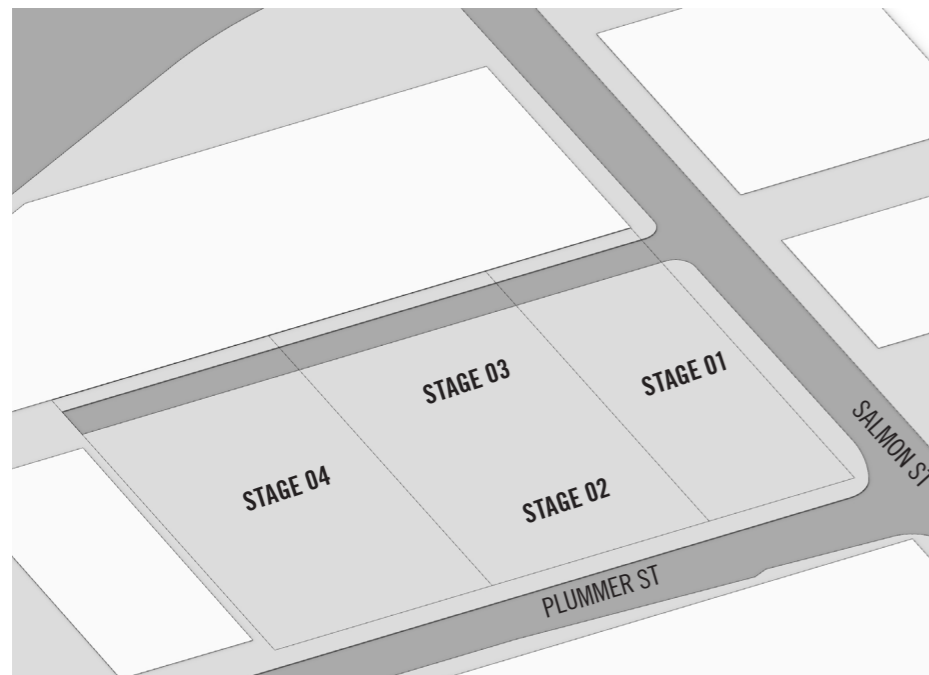 STAGE 01
STAGE 03
SALMON ST
STAGE 04
STAGE 02
PLUMMER ST